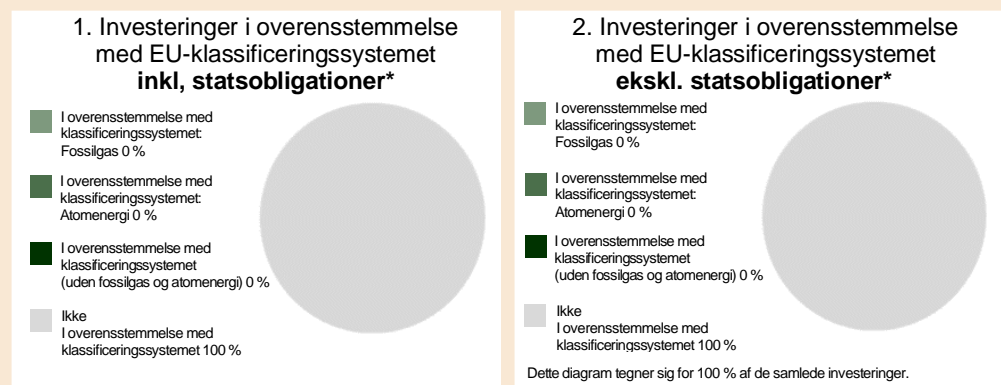 1. Investeringer i overensstemmelse
med EU-klassificeringssystemet
inkl, statsobligationer*
I overensstemmelse med
klassificeringssystemet:
Fossilgas 0 %
I overensstemmelse med
klassificeringssystemet:
Atomenergi 0 %
I overensstemmelse med
klassificeringssystemet
(uden fossilgas og atomenergi) 0 %
Ikke
I overensstemmelse med
klassificeringssystemet 100 %
2. Investeringer i overensstemmelse
med EU-klassificeringssystemet
ekskl. statsobligationer*
I overensstemmelse med
klassificeringssystemet:
Fossilgas 0 %
I overensstemmelse med
klassificeringssystemet:
Atomenergi 0 %
I overensstemmelse med
klassificeringssystemet
(uden fossilgas og atomenergi) 0 %
Ikke
I overensstemmelse med
klassificeringssystemet 100 %
Dette diagram tegner sig for 100 % af de samlede investeringer.